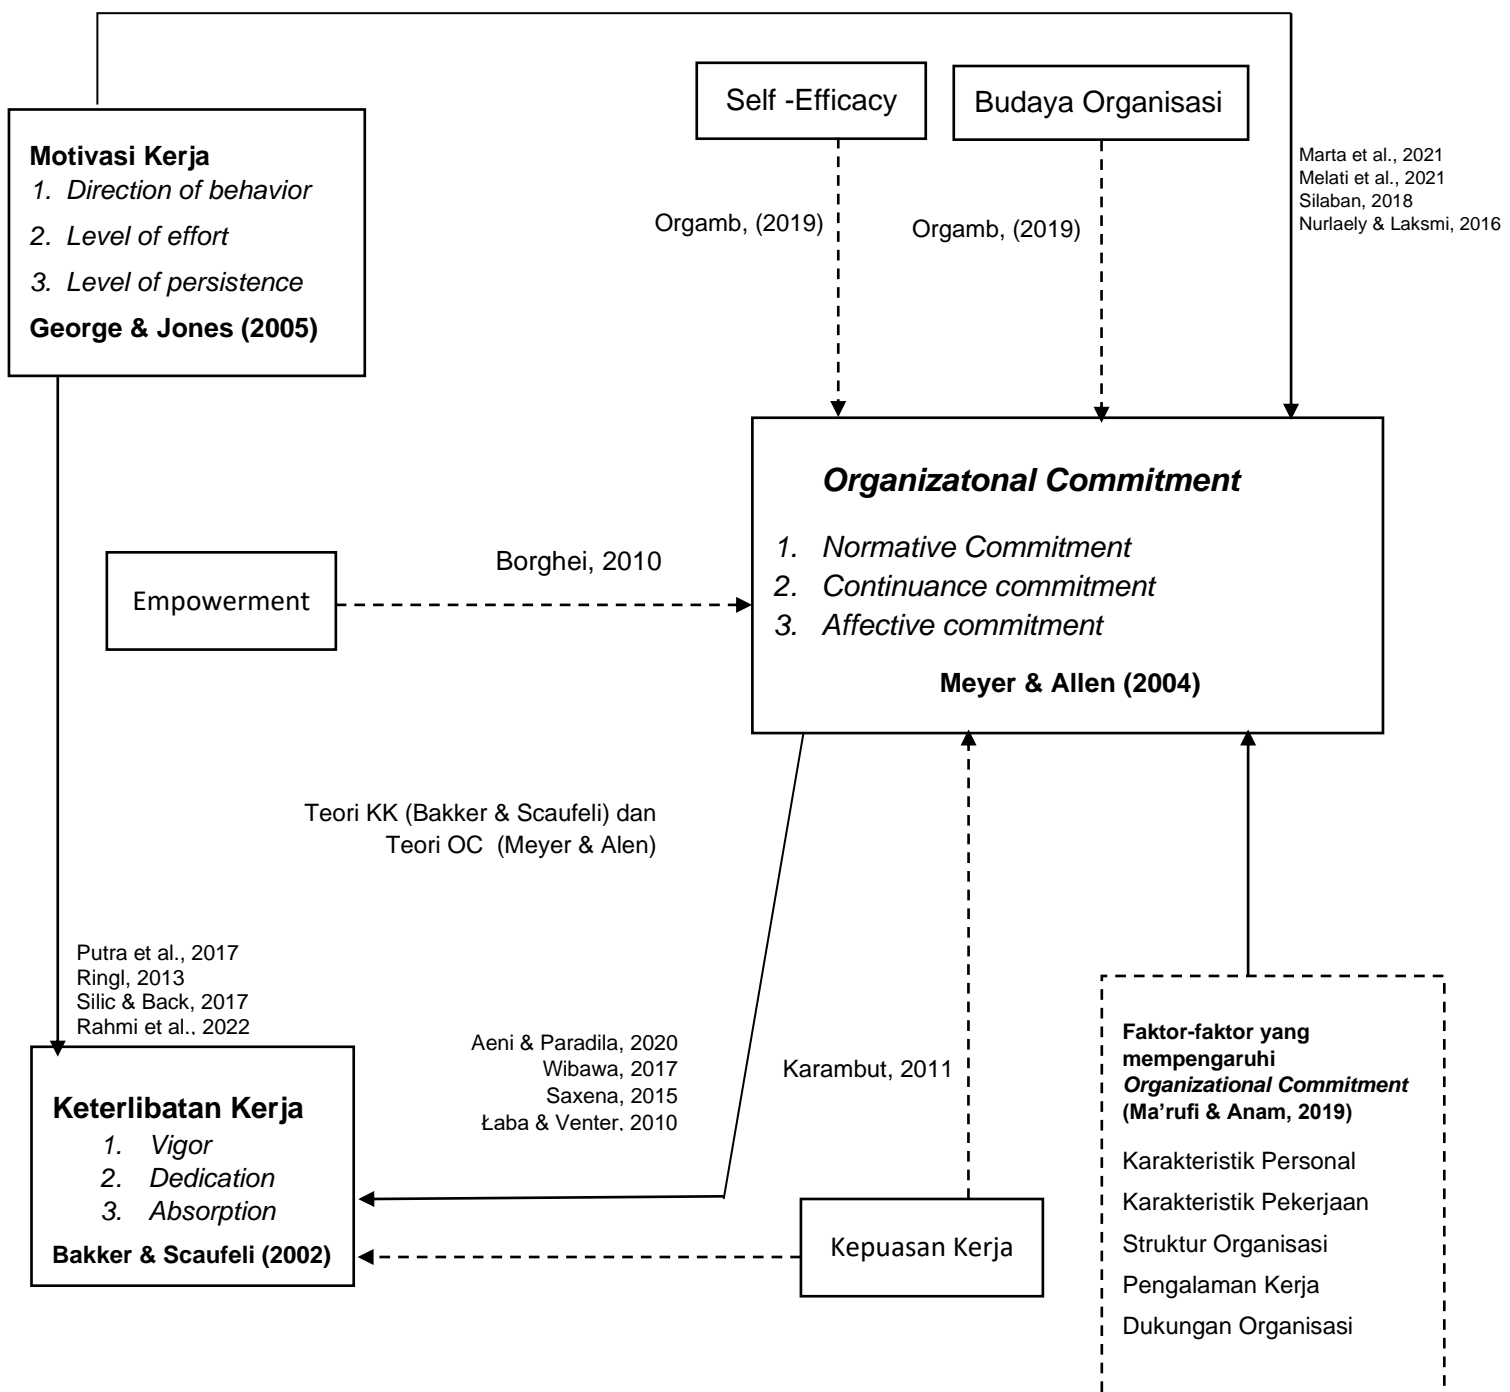 Self -Efficacy
Budaya Organisasi
Motivasi Kerja
1. Direction of behavior
2. Level of effort
3. Level of persistence
George & Jones (2005)
Orgamb, (2019)
Orgamb, (2019)
Marta et al., 2021
Melati et al., 2021
Silaban, 2018
Nurlaely & Laksmi, 2016
Organizatonal Commitment
1. Normative Commitment
2. Continuance commitment
3. Affective commitment
Meyer & Allen (2004)
Borghei, 2010
Empowerment
Teori KK (Bakker & Scaufeli) dan
Teori OC (Meyer & Alen)
Putra et al., 2017
Ringl, 2013
Silic & Back, 2017
Rahmi et al., 2022
Aeni & Paradila, 2020
Wibawa, 2017
Saxena, 2015
Łaba & Venter, 2010
Karambut, 2011
Keterlibatan Kerja
1. Vigor
2. Dedication
3. Absorption
Bakker & Scaufeli (2002)
Kepuasan Kerja
Faktor-faktor yang
mempengaruhi
Organizational Commitment
(Ma’rufi & Anam, 2019)
Karakteristik Personal
Karakteristik Pekerjaan
Struktur Organisasi
Pengalaman Kerja
Dukungan Organisasi